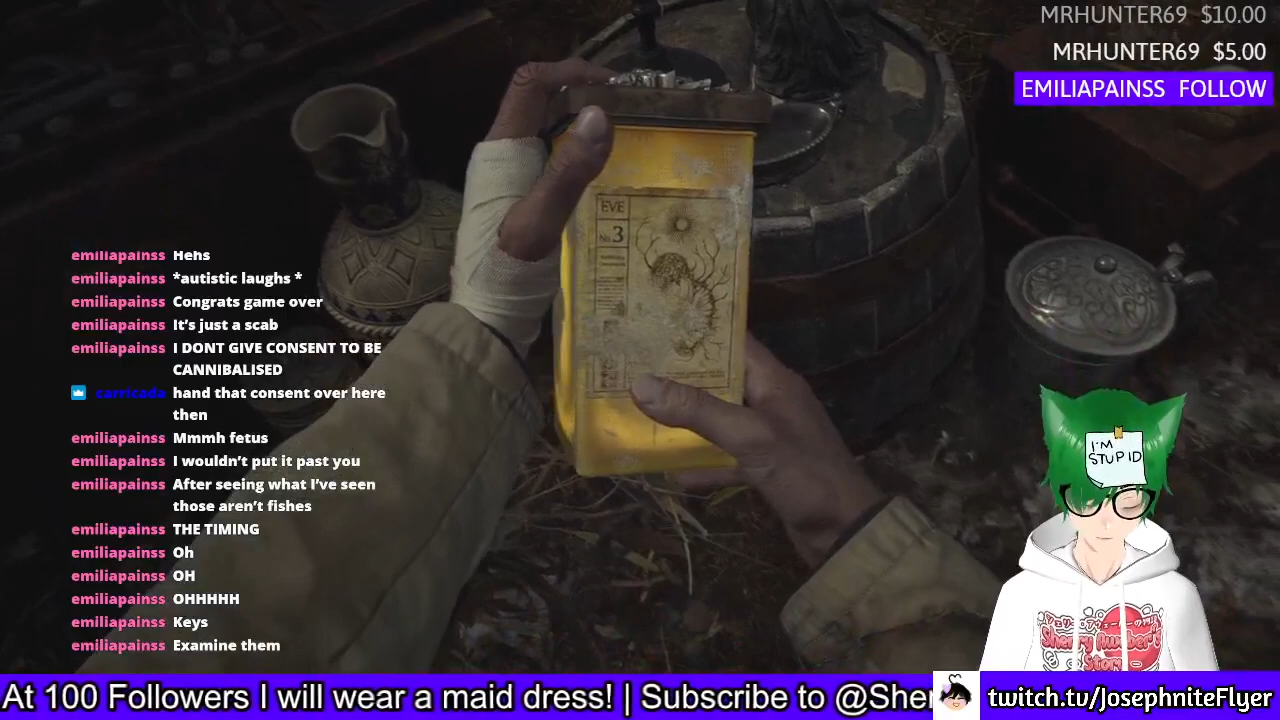 MRHUNTER69 $10.00
MRHUNTER69 $5.00
EMILIAPAINSS FOLLOW
EVE
No. 3
emiliapainss Hehs
emiliapainss *autistic laughs *
emiliapainss Congrats game over
emiliapainss It's just a scab
emiliapainss I DONT GIVE CONSENT TO BE
CANNIBALISED
carricada hand that consent over here
then
emiliapainss Mmmh fetus
emiliapainss I wouldn't put it past you
emiliapainss After seeing what I've seen
those aren't fishes
emiliapainss THE TIMING
emiliapainss Oh
emiliapainss OH
emiliapainss OHHHHH
emiliapainss Keys
emiliapainss Examine them
I'M
STUPID
Sherry
Story
At 100 Followers I will wear a maid dress! | Subscribe to @Sher
twitch.tv/JosephniteFlyer